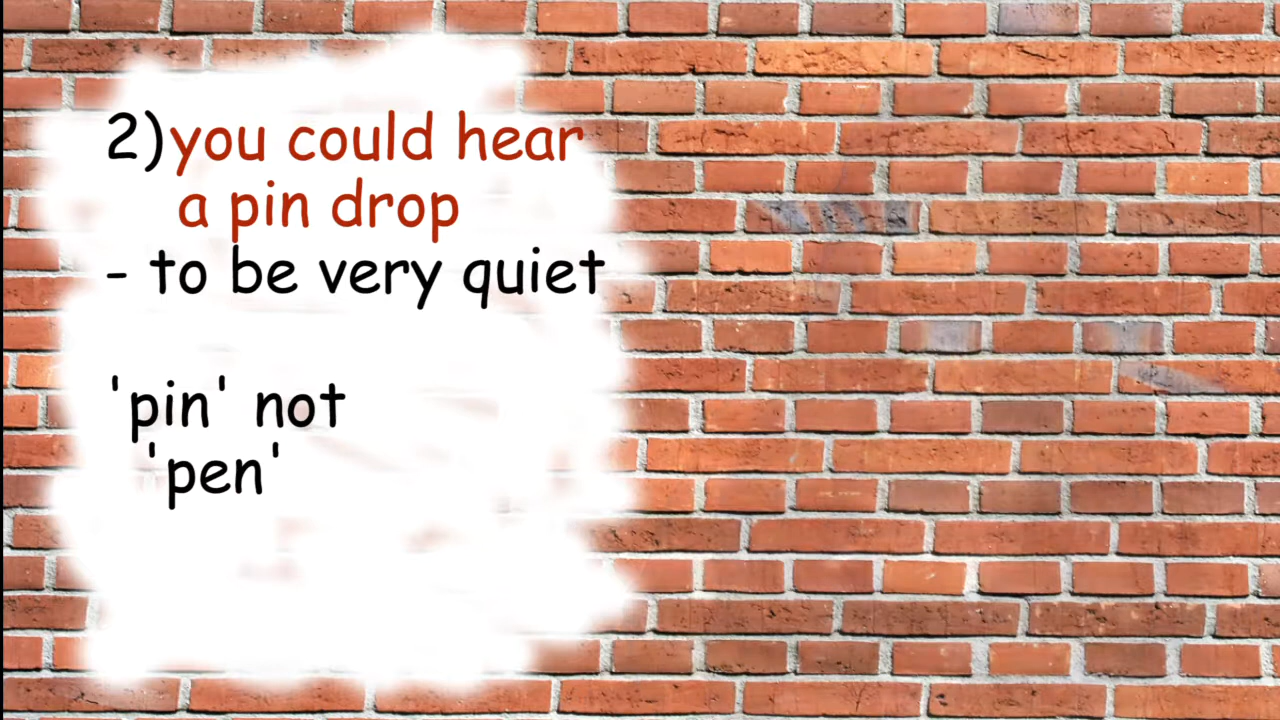 2)you could hear
a pin drop
- to be very quiet
'pin' not
'pen'